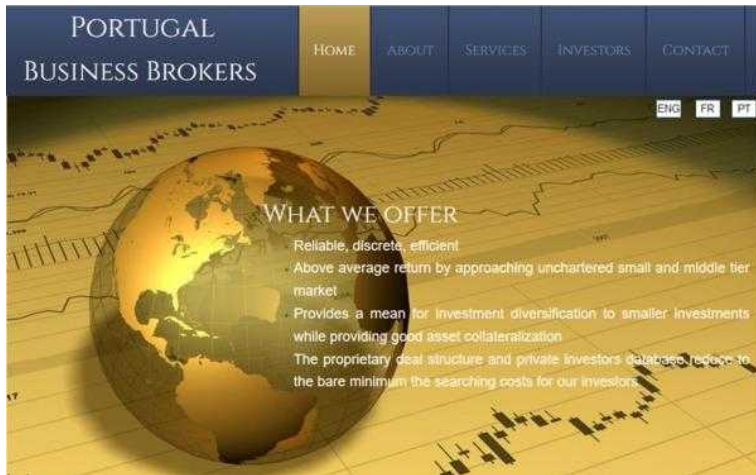 PORTUGAL
BUSINESS BROKERS
HOME
ABOUT
SERVICES
INVESTORS
CONTACT
ENG FR PT
WHAT WE OFFER
Reliable, discrete, efficient
Above average return by approaching unchartered small and middle tier
market
Provides a mean for investment diversification to smaller investments
while providing good asset collateralization
The proprietary deal structure and private investors database reduce to
the bare minimum the searching costs for our investors
17